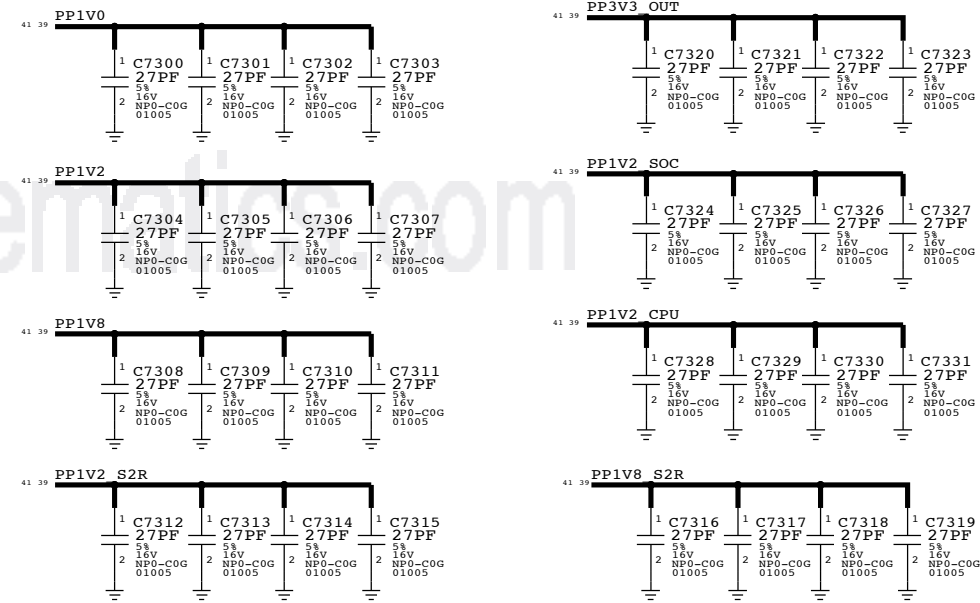 41 39 PP1V0
1 C7300 1 C7301 1 C7302 1 C7303
27PF 27PF 27PF 27PF
5% 5% 5% 5%
16V 16V 16V 16V
2 NP0-C0G 2 NP0-C0G 2 NP0-C0G 2 NP0-C0G
01005 01005 01005 01005
41 39 PP3V3_OUT
1 C7320 1 C7321 1 C7322 1 C7323
27PF 27PF 27PF 27PF
5% 5% 5% 5%
16V 16V 16V 16V
2 NP0-C0G 2 NP0-C0G 2 NP0-C0G 2 NP0-C0G
01005 01005 01005 01005
41 39 PP1V2
1 C7304 1 C7305 1 C7306 1 C7307
27PF 27PF 27PF 27PF
5% 5% 5% 5%
16V 16V 16V 16V
2 NP0-C0G 2 NP0-C0G 2 NP0-C0G 2 NP0-C0G
01005 01005 01005 01005
41 39 PP1V2_SOC
1 C7324 1 C7325 1 C7326 1 C7327
27PF 27PF 27PF 27PF
5% 5% 5% 5%
16V 16V 16V 16V
2 NP0-C0G 2 NP0-C0G 2 NP0-C0G 2 NP0-C0G
01005 01005 01005 01005
ematics.com
41 39 PP1V8
1 C7308 1 C7309 1 C7310 1 C7311
27PF 27PF 27PF 27PF
5% 5% 5% 5%
16V 16V 16V 16V
2 NP0-C0G 2 NP0-C0G 2 NP0-C0G 2 NP0-C0G
01005 01005 01005 01005
41 39 PP1V2_CPU
1 C7328 1 C7329 1 C7330 1 C7331
27PF 27PF 27PF 27PF
5% 5% 5% 5%
16V 16V 16V 16V
2 NP0-C0G 2 NP0-C0G 2 NP0-C0G 2 NP0-C0G
01005 01005 01005 01005
41 39 PP1V2_S2R
1 C7312 1 C7313 1 C7314 1 C7315
27PF 27PF 27PF 27PF
5% 5% 5% 5%
16V 16V 16V 16V
2 NP0-C0G 2 NP0-C0G 2 NP0-C0G 2 NP0-C0G
01005 01005 01005 01005
41 39 PP1V8_S2R
1 C7316 1 C7317 1 C7318 1 C7319
27PF 27PF 27PF 27PF
5% 5% 5% 5%
16V 16V 16V 16V
2 NP0-C0G 2 NP0-C0G 2 NP0-C0G 2 NP0-C0G
01005 01005 01005 01005